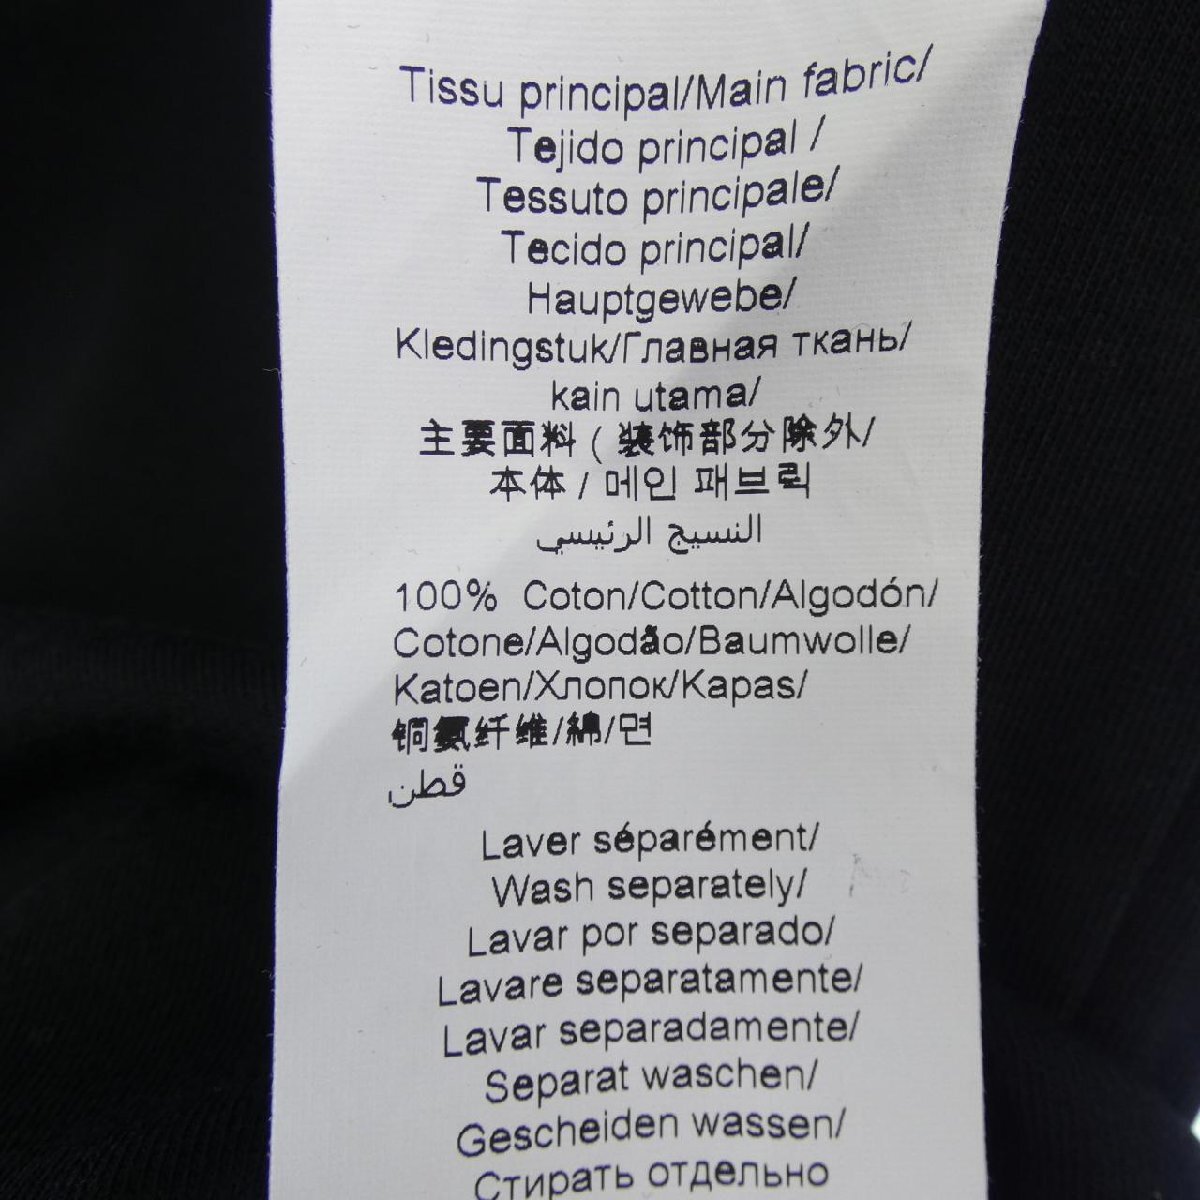 Tissu principal/Main fabric/
Tejido principal /
Tessuto principale/
Tecido principal/
Hauptgewebe/
Kledingstuk/Главная ткань/
kain utama/
主要面料 ( 装饰部分除外/
本体 / 메인 패브릭
النسيج الرئيسي
100% Coton/Cotton/Algodón/
Cotone/Algodão/Baumwolle/
Katoen/Хлопок/Kapas/
铜氨纤维/綿/면
قطن
Laver séparément/
Wash separately/
Lavar por separado/
Lavare separatamente/
Lavar separadamente/
Separat waschen/
Gescheiden wassen/
Стирать отдельно